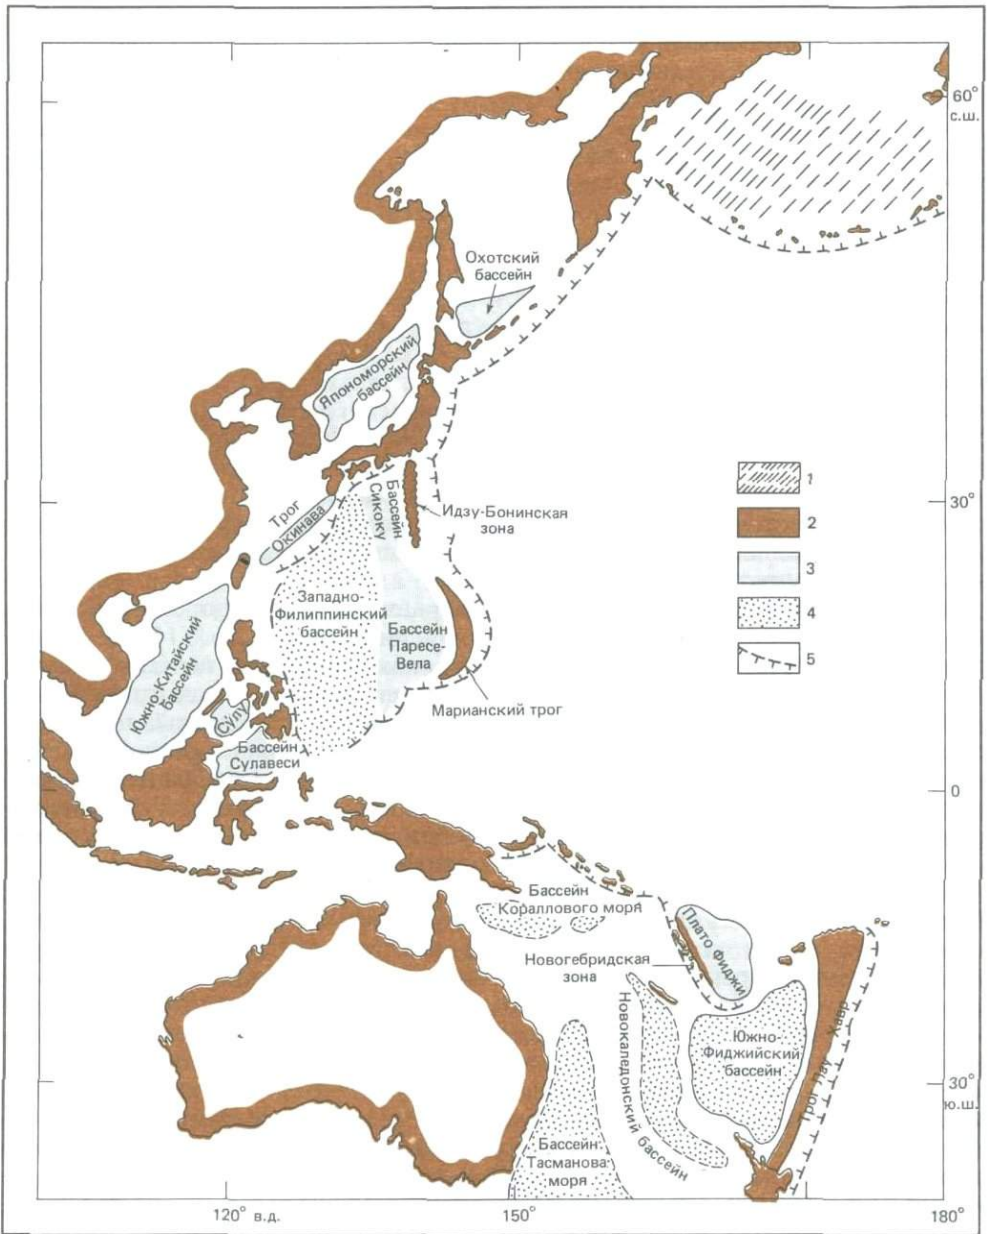 60°
с.ш.
Охотский
бассейн
Япономорский
бассейн
1
30°
Трог
Окинава
Бассейн
Сикоку
Идзу-Бонинская
зона
2
3
Западно-
Филиппинский
бассейн
4
Бассейн
Паресе-
Вела
5
Южно-Китайский
бассейн
Марианский трог
Сулу
Бассейн
Сулавеси
0
Бассейн
Кораллового моря
Плато Фиджи
Новогебридская
зона
Новокаледонский бассейн
Южно-
Фиджийский
бассейн
Трог Лау Хавр
30°
ю.ш.
Бассейн
Тасманова
моря
120° в.д.
150°
180°